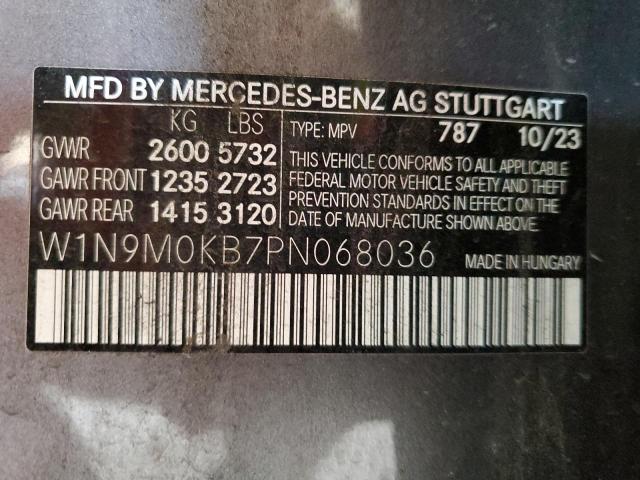 MFD BY MERCEDES-BENZ AG STUTTGART
KG LBS TYPE: MPV 787 10/23
GVWR 2600 5732
GAWR FRONT 1235 2723
GAWR REAR 1415 3120
THIS VEHICLE CONFORMS TO ALL APPLICABLE
FEDERAL MOTOR VEHICLE SAFETY AND THEFT
PREVENTION STANDARDS IN EFFECT ON THE
DATE OF MANUFACTURE SHOWN ABOVE.
W1N9M0KB7PN068036 MADE IN HUNGARY